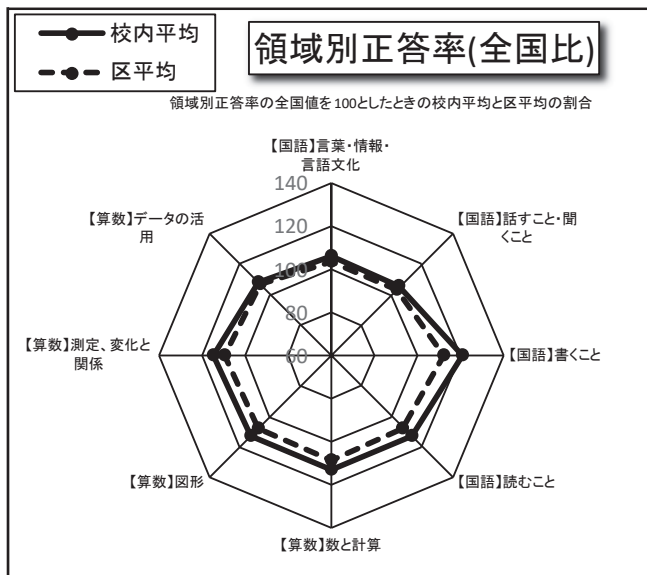 校内平均
区平均
領域別正答率(全国比)
領域別正答率の全国値を100としたときの校内平均と区平均の割合
【国語】言葉・情報・
言語文化
【国語】話すこと・聞
くこと
【国語】書くこと
【国語】読むこと
【算数】数と計算
【算数】図形
【算数】測定、変化と
関係
【算数】データの活
用
140
120
100
80
60